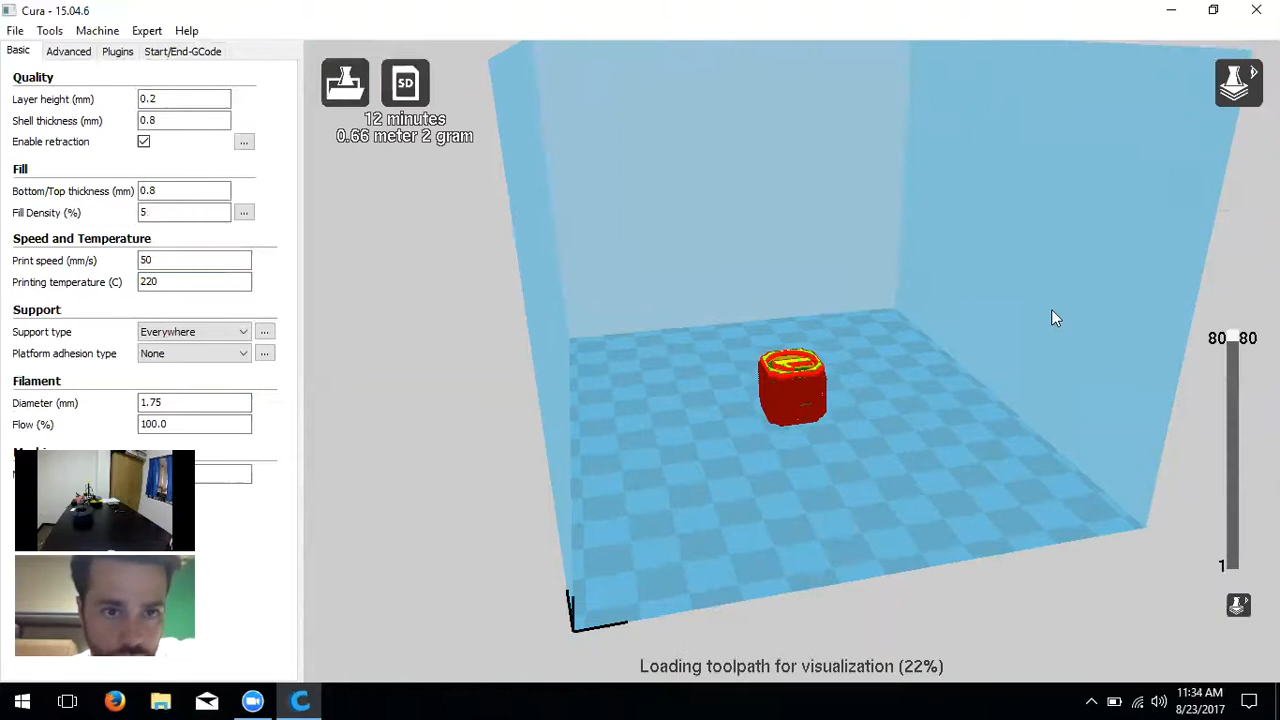 Cura - 15.04.6
File Tools Machine Expert Help
Basic Advanced Plugins Start/End-GCode
Quality
Layer height (mm) 0.2
Shell thickness (mm) 0.8
Enable retraction ...
Fill
Bottom/Top thickness (mm) 0.8
Fill Density (%) 5 ...
Speed and Temperature
Print speed (mm/s) 50
Printing temperature (C) 220
Support
Support type Everywhere ...
Platform adhesion type None ...
Filament
Diameter (mm) 1.75
Flow (%) 100.0
SD
12 minutes
0.66 meter 2 gram
80 80
1
Loading toolpath for visualization (22%)
11:34 AM
8/23/2017